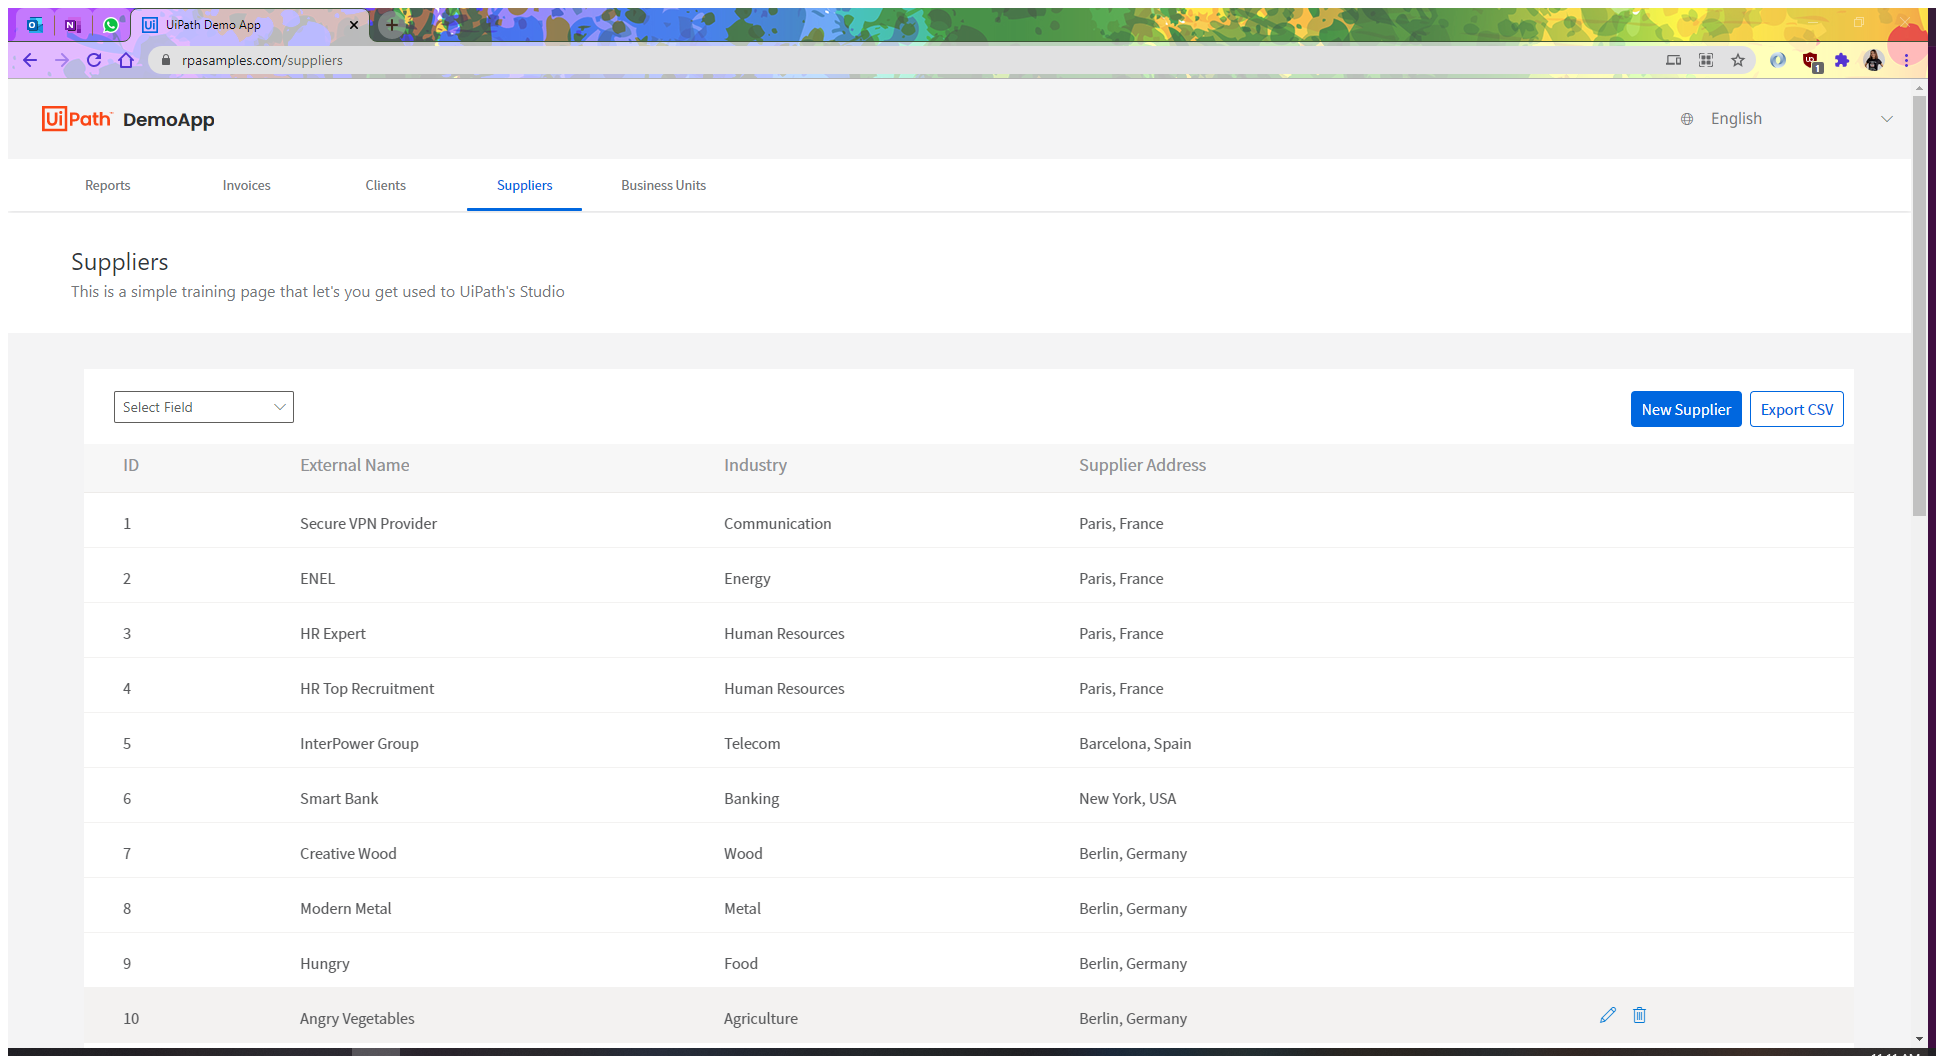 UiPath Demo App
rpasamples.com/suppliers
1
UiPath DemoApp
English
Reports Invoices Clients Suppliers Business Units
Suppliers
This is a simple training page that let's you get used to UiPath's Studio
Select Field New Supplier Export CSV
ID External Name Industry Supplier Address
1 Secure VPN Provider Communication Paris, France
2 ENEL Energy Paris, France
3 HR Expert Human Resources Paris, France
4 HR Top Recruitment Human Resources Paris, France
5 InterPower Group Telecom Barcelona, Spain
6 Smart Bank Banking New York, USA
7 Creative Wood Wood Berlin, Germany
8 Modern Metal Metal Berlin, Germany
9 Hungry Food Berlin, Germany
10 Angry Vegetables Agriculture Berlin, Germany